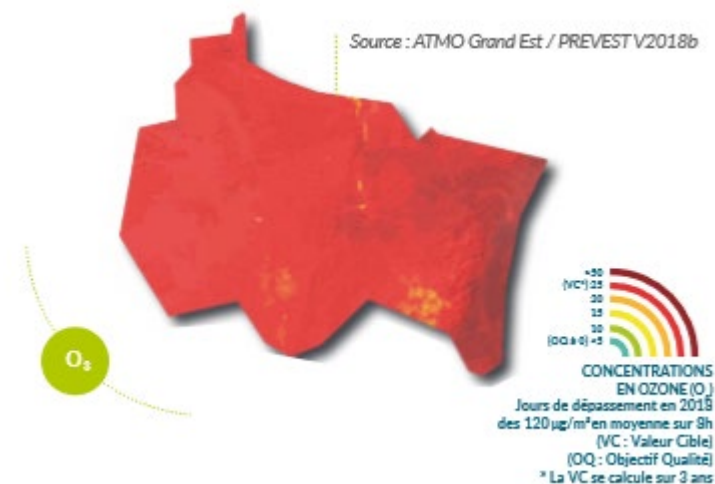 Source : ATMO Grand Est / PREVEST V2018b
O₃
(VC*) 25
20
15
10
(OQ à 0) <5
CONCENTRATIONS
EN OZONE (O₃)
Jours de dépassement en 2018
des 120 µg/m³ en moyenne sur 8h
(VC : Valeur Cible)
(OQ : Objectif Qualité)
* La VC se calcule sur 3 ans